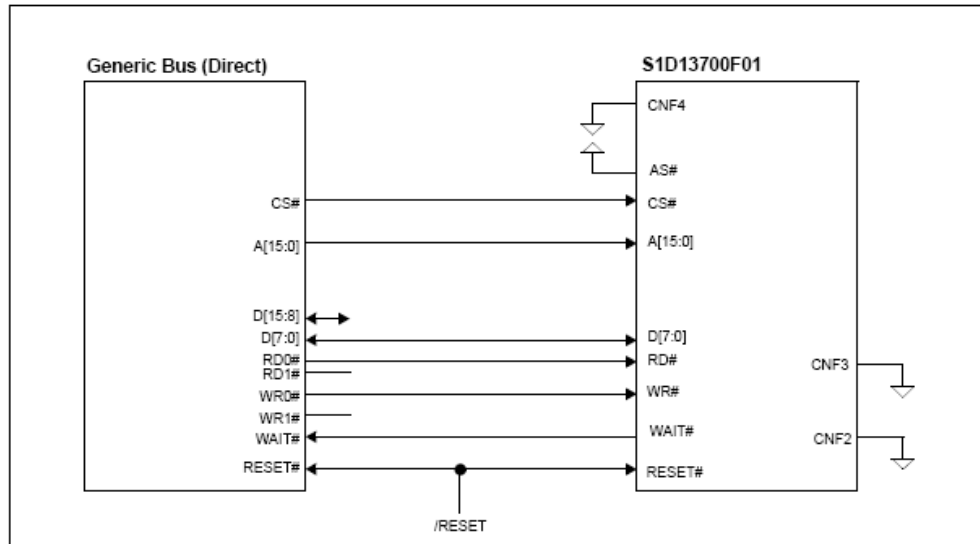 Generic Bus (Direct)
S1D13700F01
CNF4
AS#
CS#
CS#
A[15:0]
A[15:0]
D[15:8]
D[7:0]
D[7:0]
RD0#
RD#
RD1#
CNF3
WR0#
WR#
WR1#
WAIT#
WAIT#
CNF2
RESET#
RESET#
/RESET